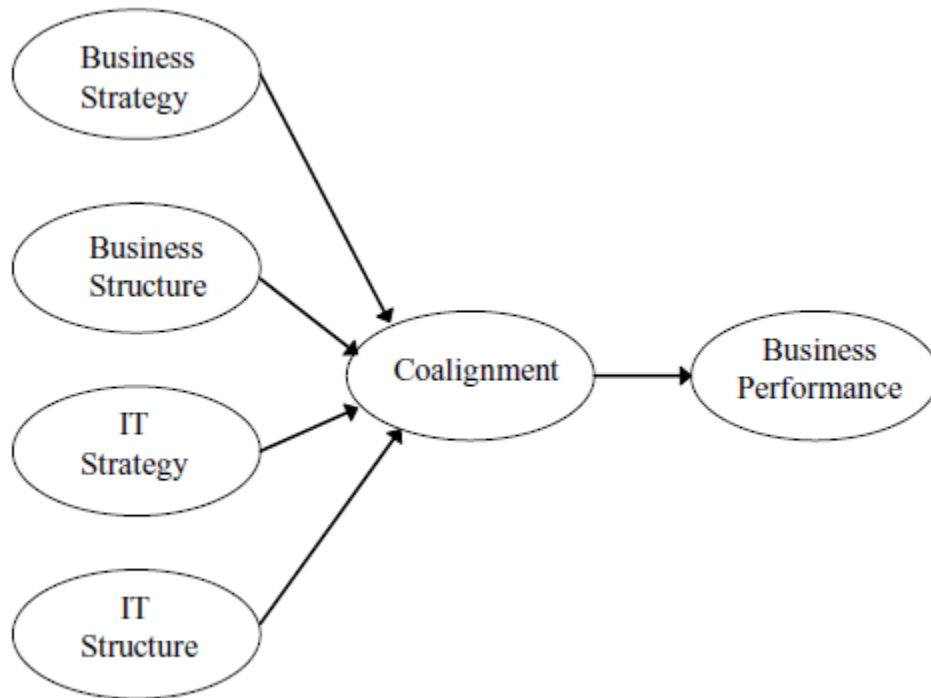 Business
Strategy
Business
Structure
IT
Strategy
IT
Structure
Coalignment
Business
Performance